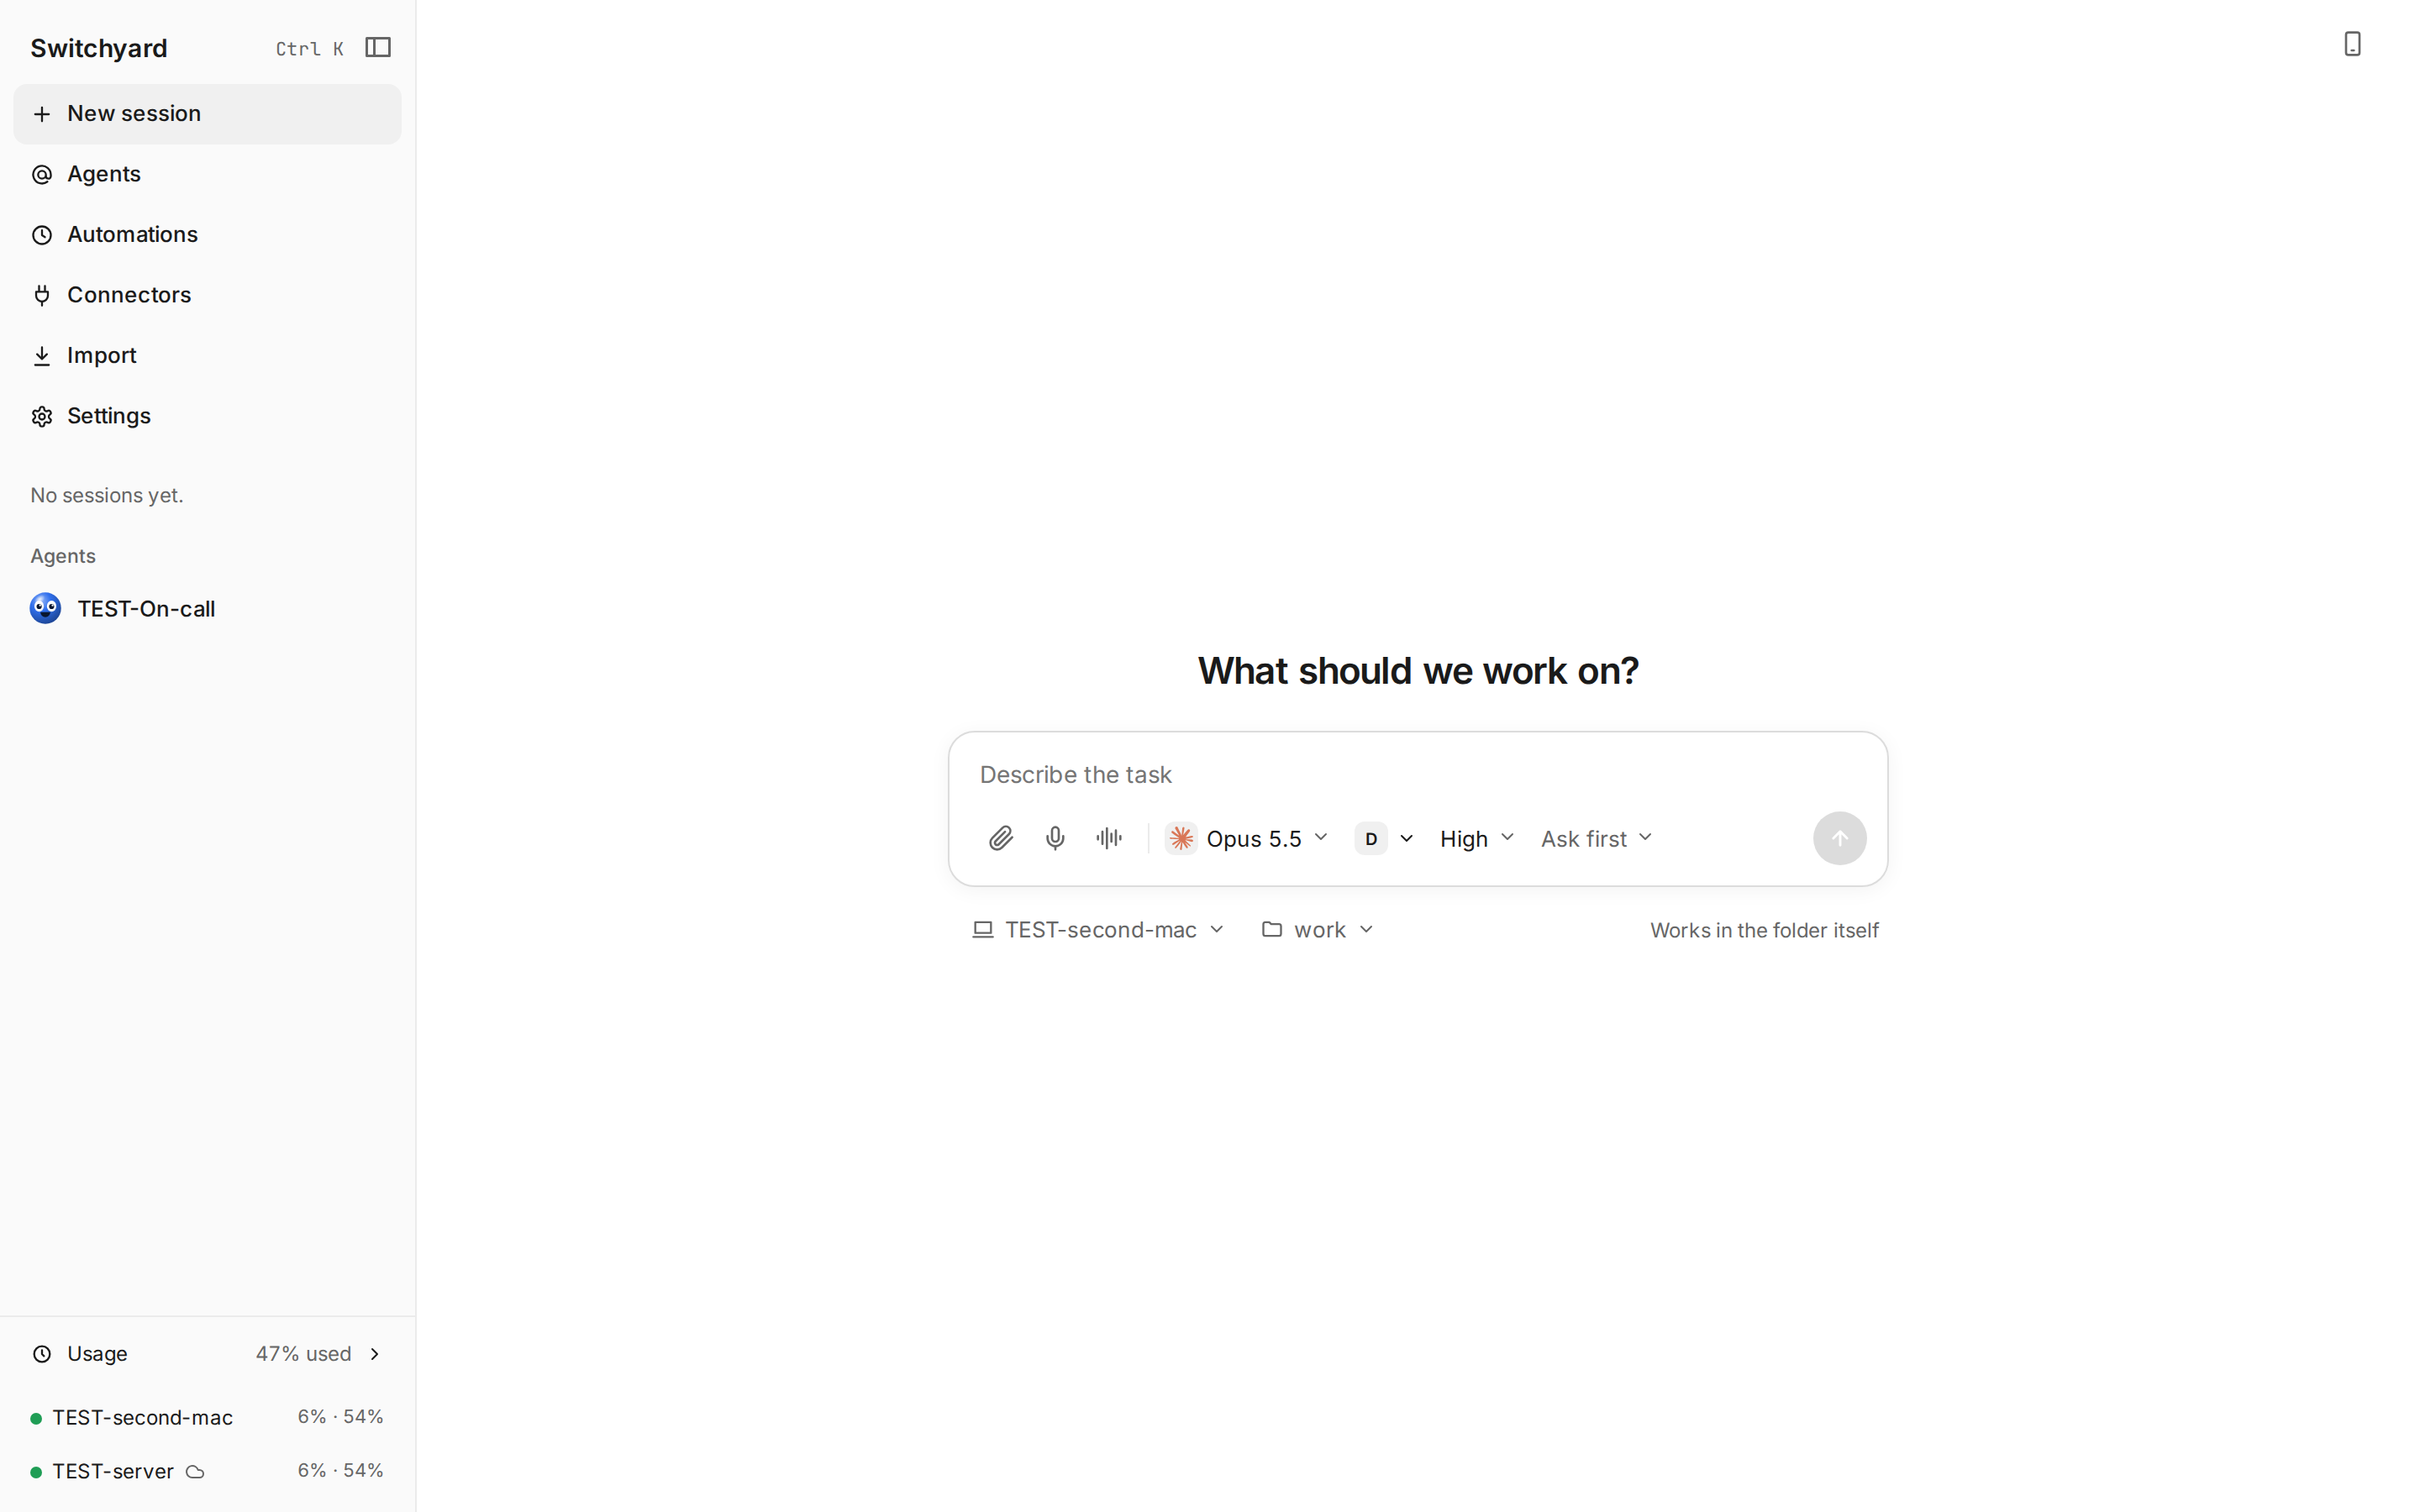 Switchyard Ctrl K
New session
Agents
Automations
Connectors
Import
Settings
No sessions yet.
Agents
TEST-On-call
What should we work on?
Describe the task
Opus 5.5 D High Ask first
TEST-second-mac work Works in the folder itself
Usage 47% used
TEST-second-mac 6% · 54%
TEST-server 6% · 54%